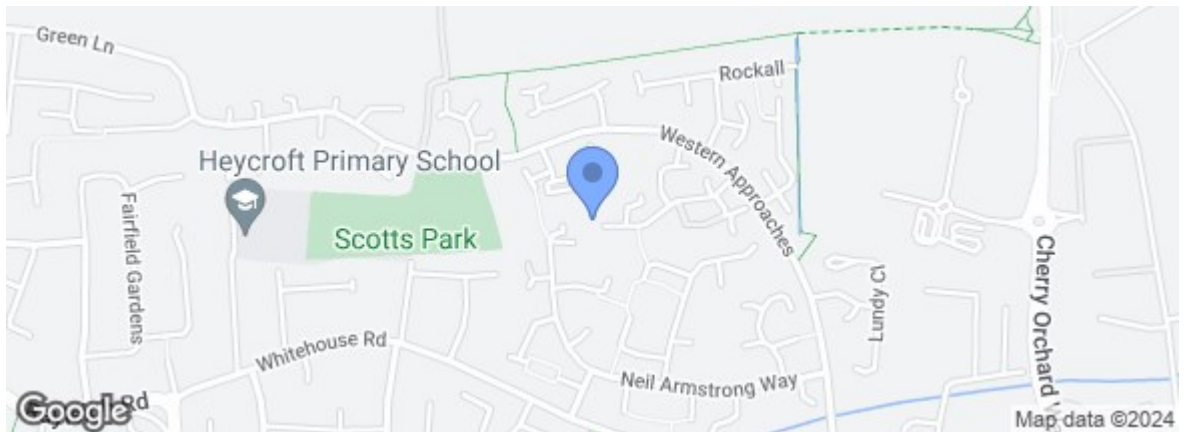 Green Ln
Rockall
Western Approaches
Heycroft Primary School
Fairfield Gardens
Scotts Park
Cherry Orchard W
Lundy Cl
Whitehouse Rd
Neil Armstrong Way
Rd
Google
Map data ©2024